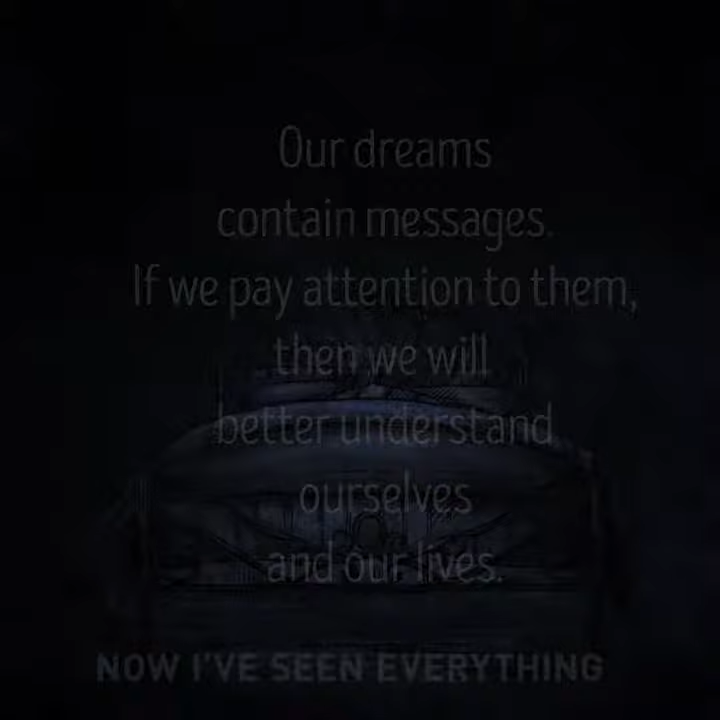 Our dreams
contain messages.
If we pay attention to them,
then we will
better understand
ourselves
and our lives.
NOW I'VE SEEN EVERYTHING